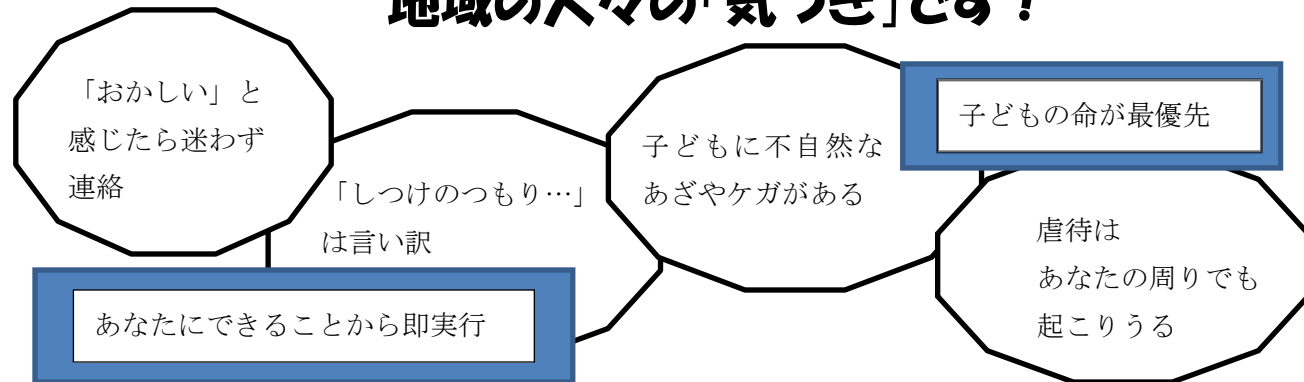 地域の人々の「気づき」です！
「おかしい」と
感じたら迷わず
連絡
「しつけのつもり…」
は言い訳
子どもに不自然な
あざやケガがある
子どもの命が最優先
あなたにできることから即実行
虐待は
あなたの周りでも
起こりうる